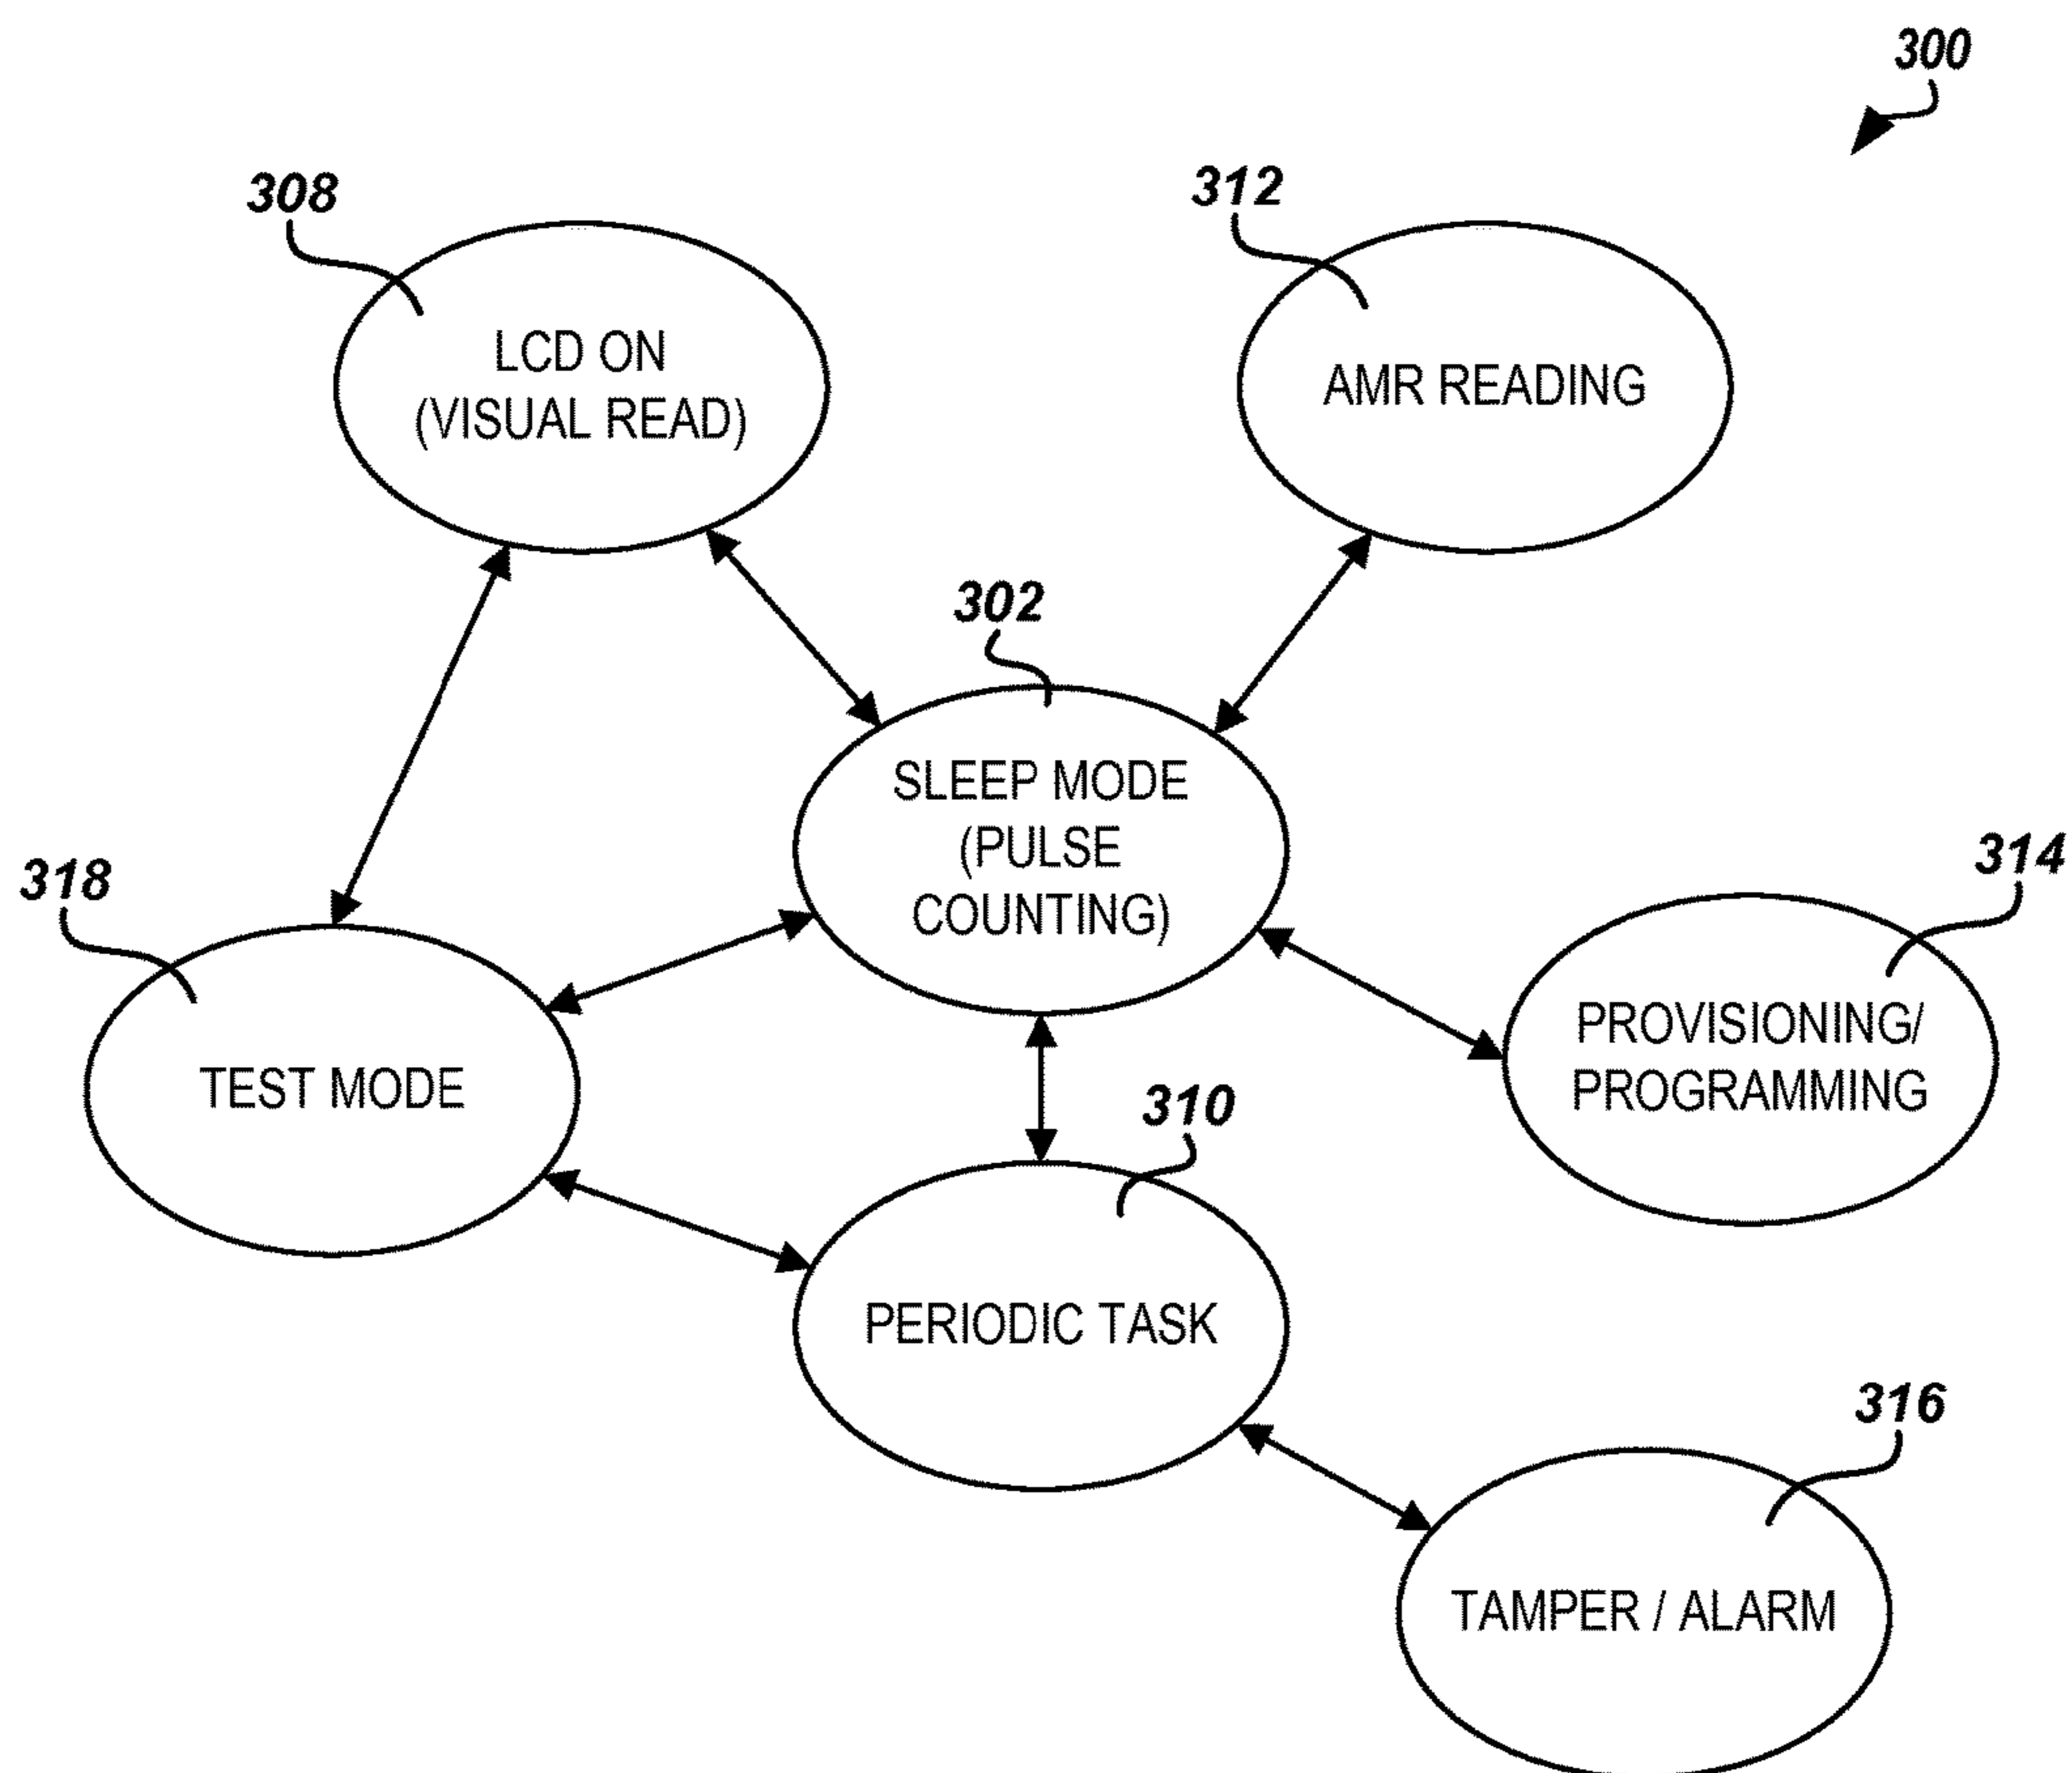 300
308
312
LCD ON
(VISUAL READ)
AMR READING
302
SLEEP MODE
(PULSE
COUNTING)
318
314
TEST MODE
PROVISIONING/
PROGRAMMING
310
PERIODIC TASK
316
TAMPER / ALARM